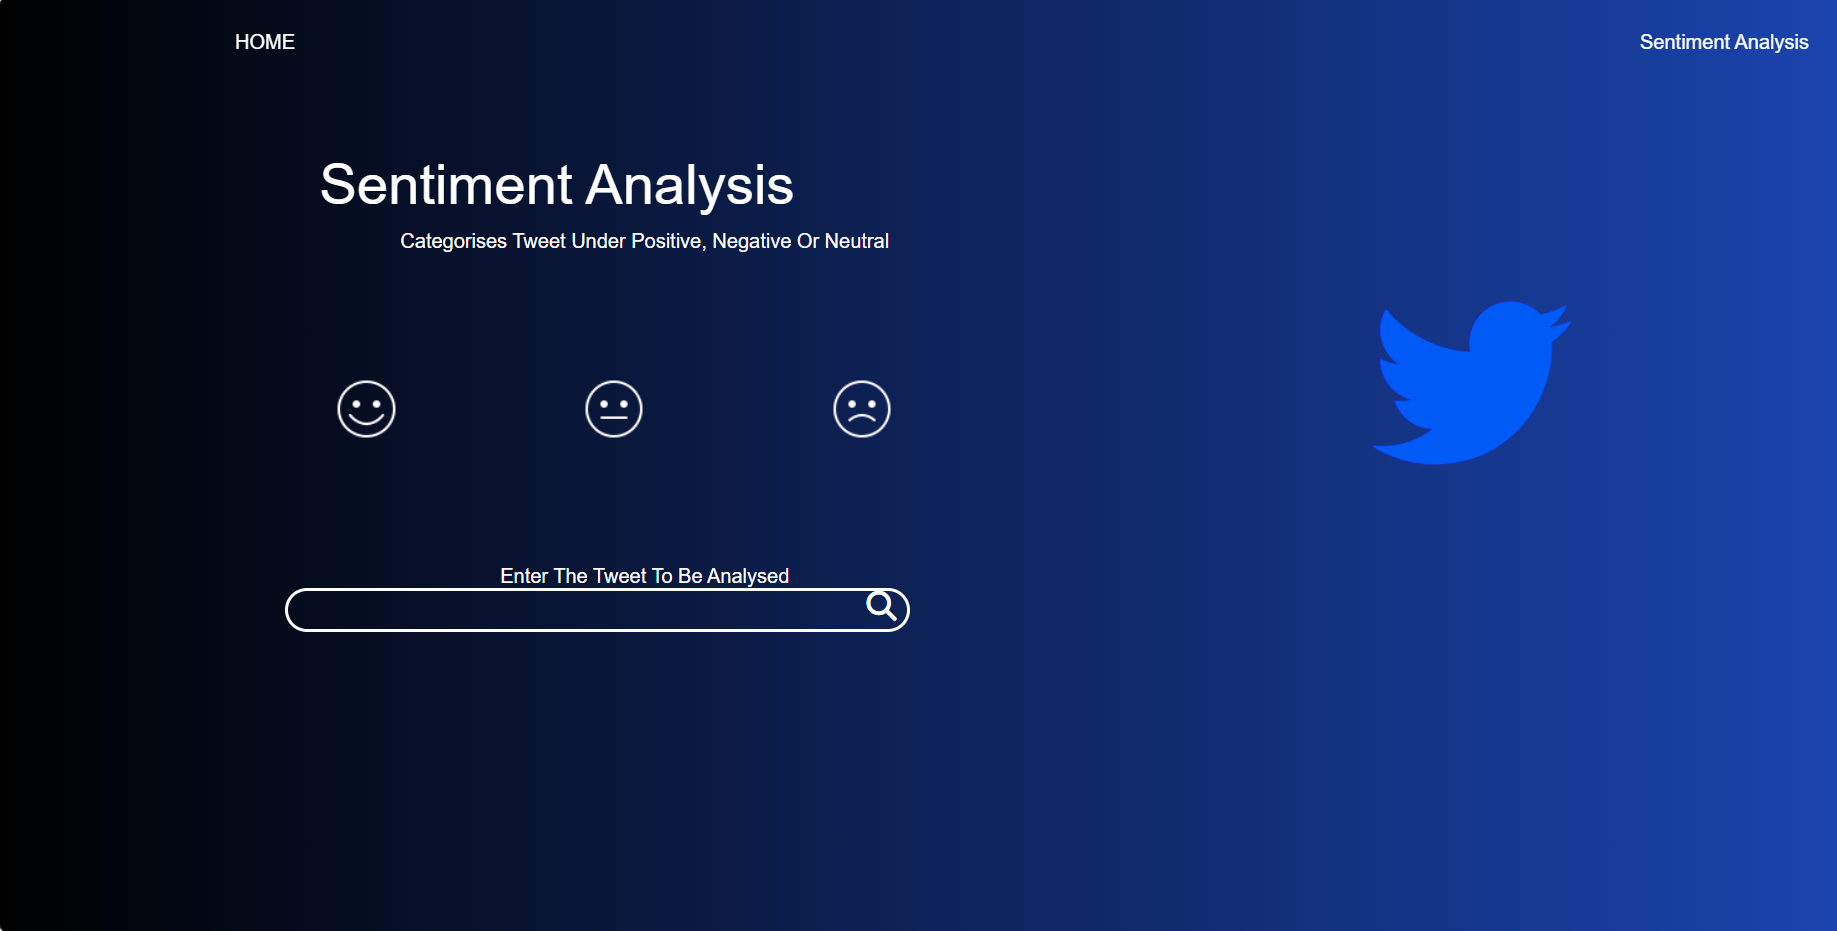 HOME
Sentiment Analysis
Sentiment Analysis
Categorises Tweet Under Positive, Negative Or Neutral
Enter The Tweet To Be Analysed